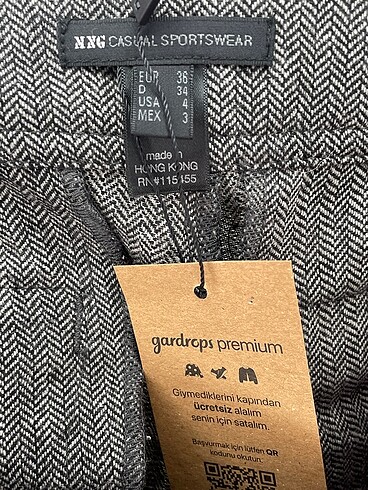 NNG CASUAL SPORTSWEAR
EUR 36
D 34
USA 4
MEX 3
made in
HONG KONG
RN#115155
gardrops premium
Giymediklerini kapından
ücretsiz alalım
senin için satalım.
Başvurmak için lütfen QR
kodunu okutun: